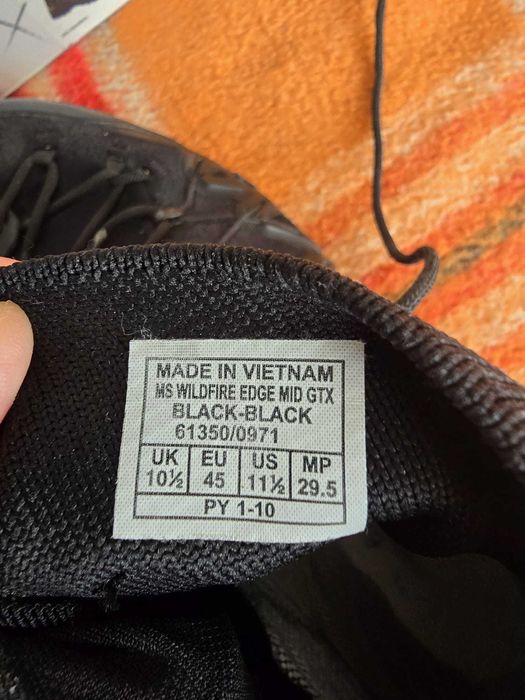 MADE IN VIETNAM
MS WILDFIRE EDGE MID GTX
BLACK-BLACK
61350/0971
UK EU US MP
10½ 45 11½ 29.5
PY 1-10